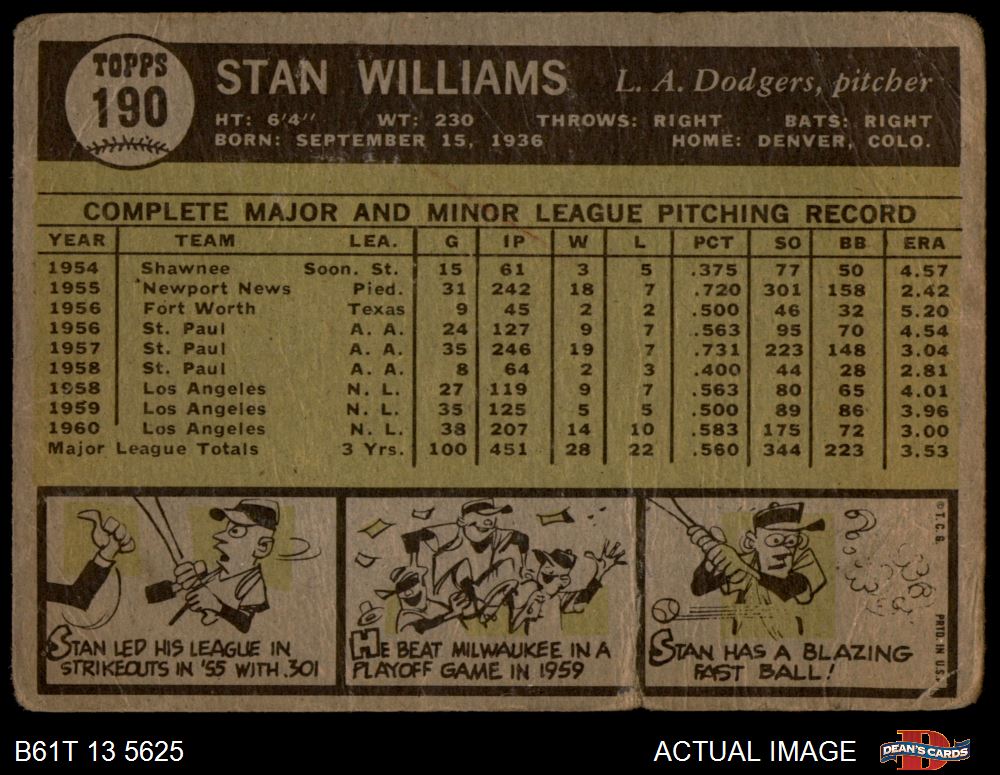 TOPPS
190
STAN WILLIAMS L. A. Dodgers, pitcher
HT: 6'4" WT: 230 THROWS: RIGHT BATS: RIGHT
BORN: SEPTEMBER 15, 1936 HOME: DENVER, COLO.
COMPLETE MAJOR AND MINOR LEAGUE PITCHING RECORD
YEAR TEAM LEA. G IP W L PCT SO BB ERA
1954 Shawnee Soon. St. 15 61 3 5 .375 77 50 4.57
1955 Newport News Pied. 31 242 18 7 .720 301 158 2.42
1956 Fort Worth Texas 9 45 2 2 .500 46 32 5.20
1956 St. Paul A. A. 24 127 9 7 .563 95 70 4.54
1957 St. Paul A. A. 35 246 19 7 .731 223 148 3.04
1958 St. Paul A. A. 8 64 2 3 .400 44 28 2.81
1958 Los Angeles N. L. 27 119 9 7 .563 80 65 4.01
1959 Los Angeles N. L. 35 125 5 5 .500 89 86 3.96
1960 Los Angeles N. L. 38 207 14 10 .583 175 72 3.00
Major League Totals 3 Yrs. 100 451 28 22 .560 344 223 3.53
STAN LED HIS LEAGUE IN
STRIKEOUTS IN '55 WITH 301
HE BEAT MILWAUKEE IN A
PLAYOFF GAME IN 1959
STAN HAS A BLAZING
FAST BALL!
©T.C.G. PRTD. IN U.S.A.
B61T 13 5625 ACTUAL IMAGE
DEAN'S CARDS